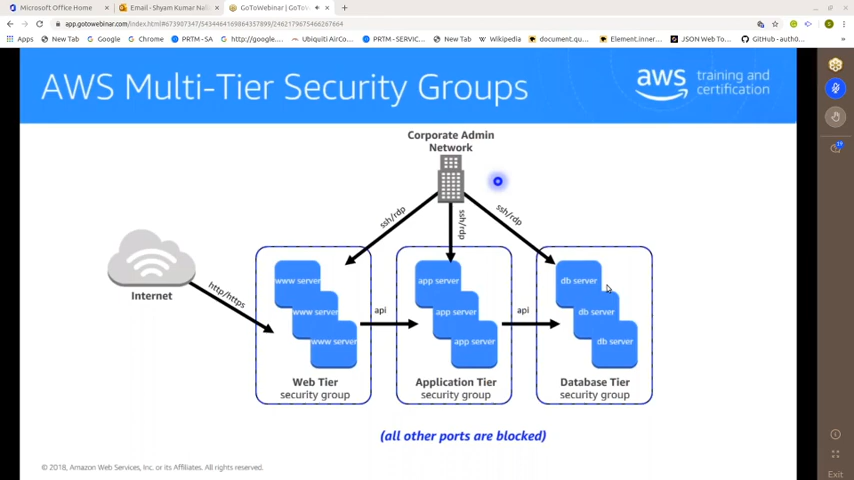 Microsoft Office Home
Email - Shyam Kumar Nal
GoToWebinar | GoTo
app.gotowebinar.com/index.html#673907347/5434464169864357899/2462179675466267664
Apps
New Tab
Google
Chrome
PRTM -SA
http://google....
Ubiquiti AirCo...
PRTM -SERVIC...
New Tab
Wikipedia
document.qu...
Element.inner...
JSON Web To...
GitHub - auth0...
AWS Multi-Tier Security Groups
aws training and
certification
Corporate Admin
Network
ssh/rdp
ssh/rdp
ssh/rdp
Internet
http/https
www server
www server
www server
api
app server
app server
app server
api
db server
db server
db server
Web Tier
security group
Application Tier
security group
Database Tier
security group
(all other ports are blocked)
© 2018, Amazon Web Services, Inc. or its Affiliates. All rights reserved.
19
Exit